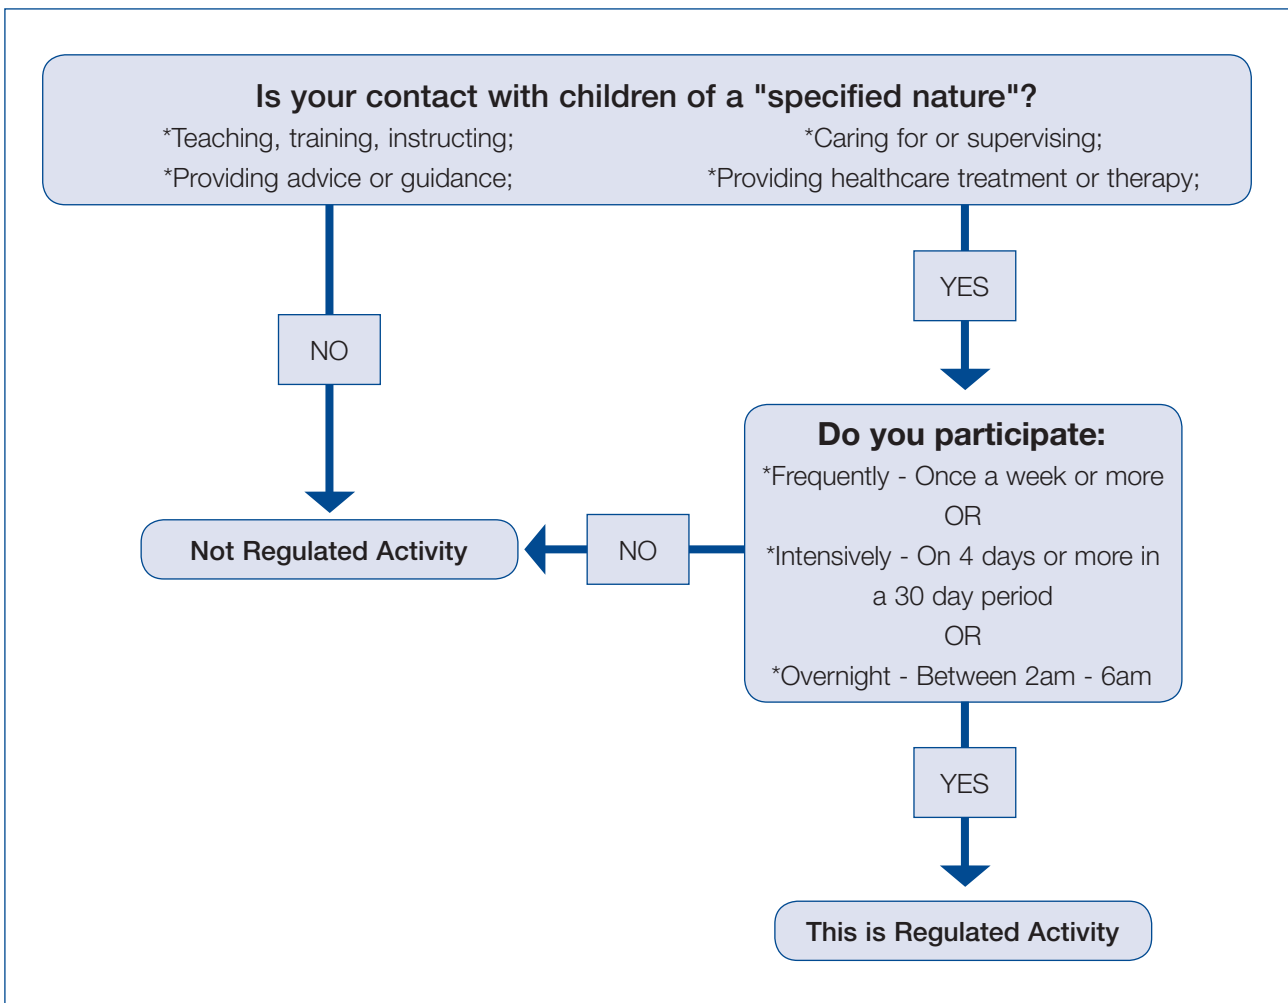 Is your contact with children of a "specified nature"?
*Teaching, training, instructing;
*Caring for or supervising;
*Providing advice or guidance;
*Providing healthcare treatment or therapy;
YES
NO
Do you participate:
*Frequently - Once a week or more
OR
*Intensively - On 4 days or more in
a 30 day period
OR
*Overnight - Between 2am - 6am
NO
Not Regulated Activity
YES
This is Regulated Activity